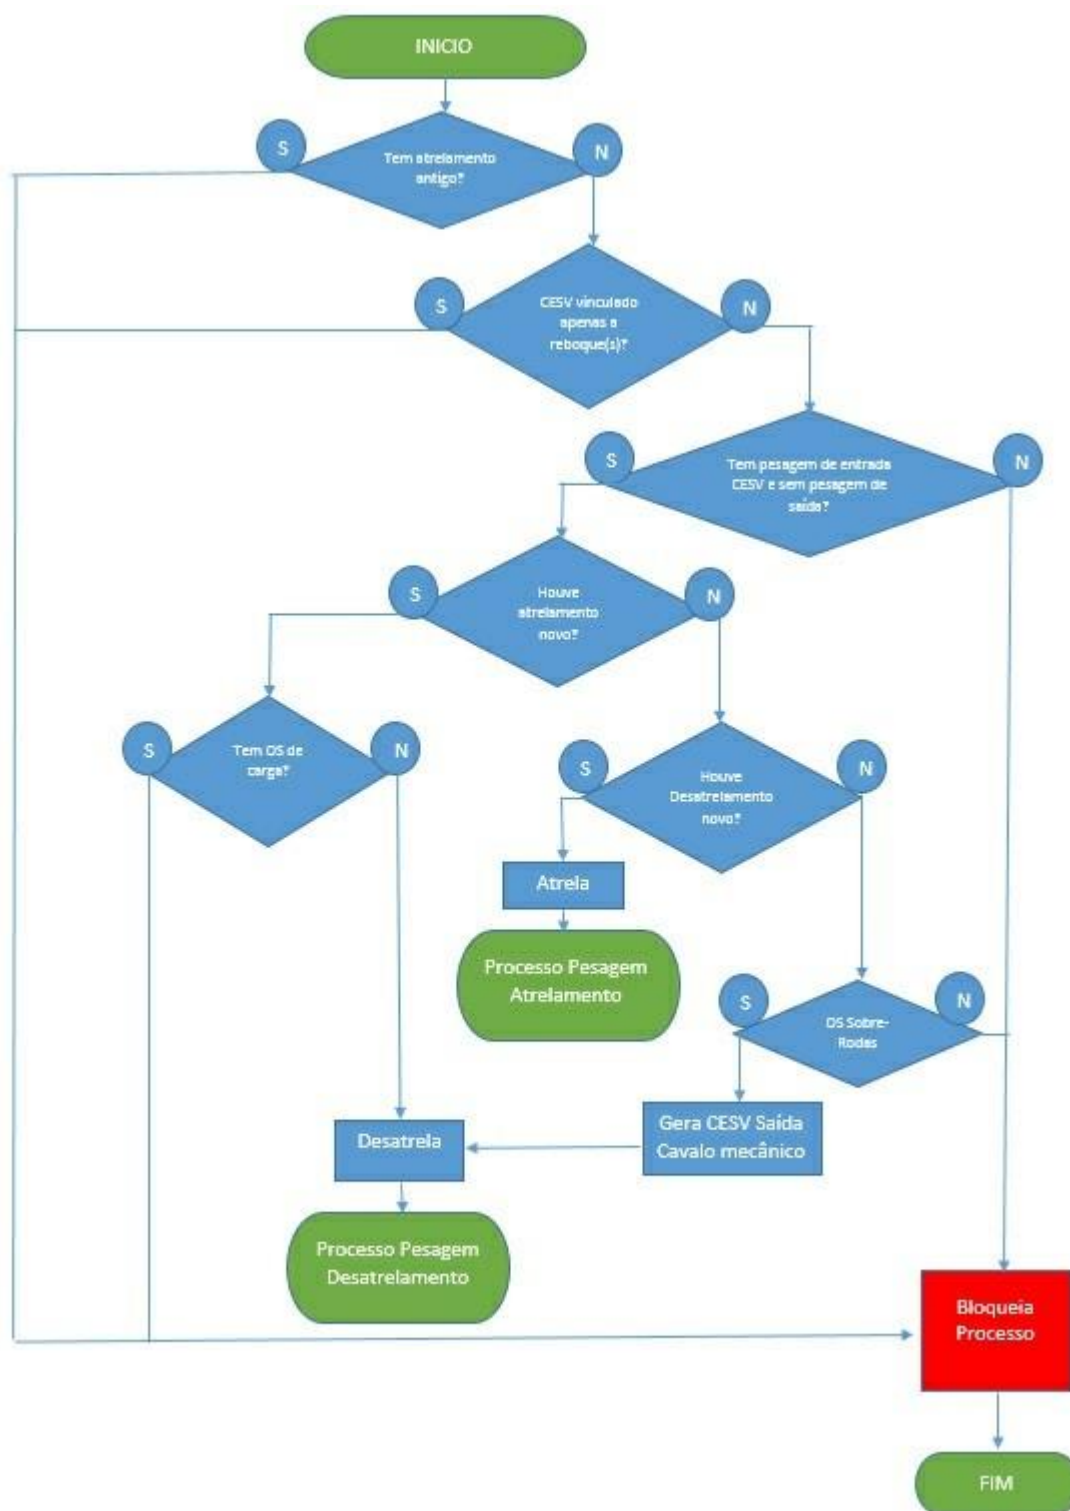 INICIO
S
Tem atrelamento
antigo?
N
S
CESV vinculado
apenas a
reboque(s)?
N
S
Tem pesagem de entrada
CESV e sem pesagem de
saída?
N
S
Houve
atrelamento
novo?
N
S
Tem OS de
carga?
N
S
Houve
Desatrelamento
novo?
N
Atrela
Processo Pesagem
Atrelamento
S
OS Sobre-
Rodas
N
Desatrela
Gera CESV Saída
Cavalo mecânico
Processo Pesagem
Desatrelamento
Bloqueia
Processo
FIM